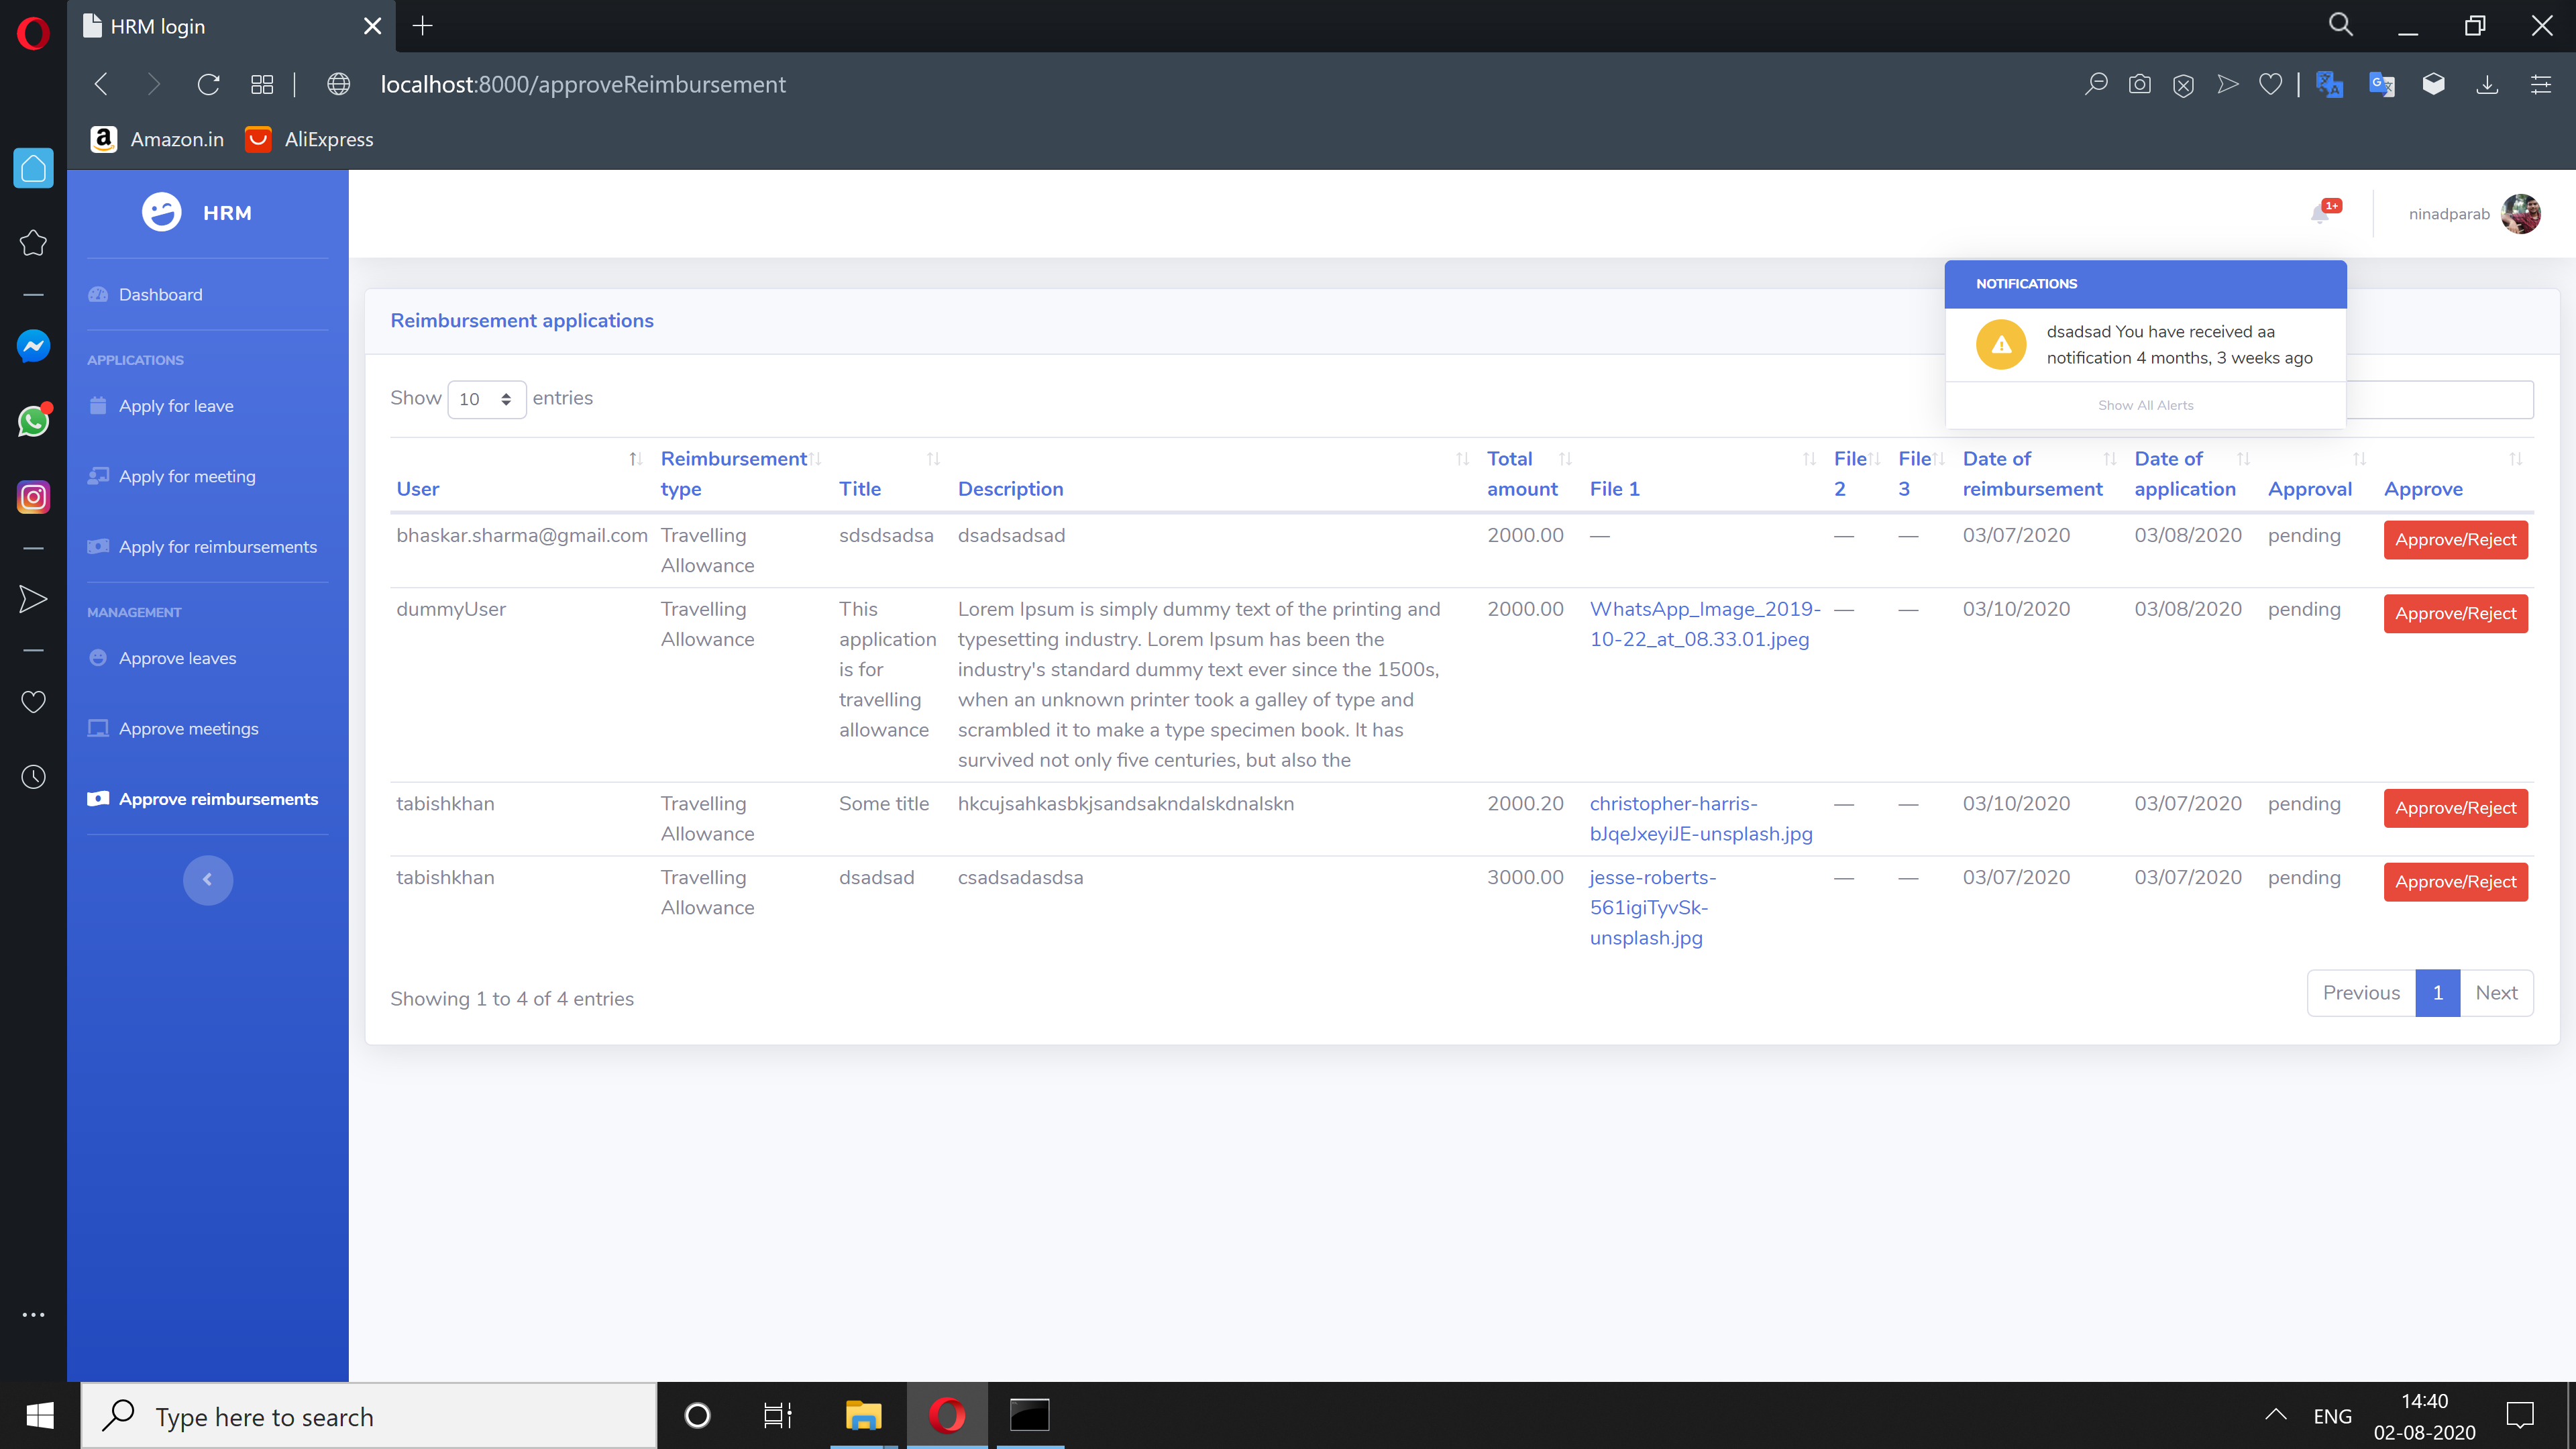 HRM login
localhost:8000/approveReimbursement
Amazon.in
AliExpress
HRM
1+
ninadparab
Dashboard
APPLICATIONS
Apply for leave
Apply for meeting
Apply for reimbursements
MANAGEMENT
Approve leaves
Approve meetings
Approve reimbursements
NOTIFICATIONS
dsadsad You have received aa
notification 4 months, 3 weeks ago
Show All Alerts
Reimbursement applications
Show 10 entries
User
Reimbursement
type
Title
Description
Total
amount
File 1
File
2
File
3
Date of
reimbursement
Date of
application
Approval
Approve
bhaskar.sharma@gmail.com
Travelling
Allowance
sdsdsadsa
dsadsadsad
2000.00
—
—
—
03/07/2020
03/08/2020
pending
Approve/Reject
dummyUser
Travelling
Allowance
This
application
is for
travelling
allowance
Lorem Ipsum is simply dummy text of the printing and
typesetting industry. Lorem Ipsum has been the
industry's standard dummy text ever since the 1500s,
when an unknown printer took a galley of type and
scrambled it to make a type specimen book. It has
survived not only five centuries, but also the
2000.00
WhatsApp_Image_2019-
10-22_at_08.33.01.jpeg
—
—
03/10/2020
03/08/2020
pending
Approve/Reject
tabishkhan
Travelling
Allowance
Some title
hkcujsahkasbkjsandsakndalskdnalskn
2000.20
christopher-harris-
bJqeJxeyiJE-unsplash.jpg
—
—
03/10/2020
03/07/2020
pending
Approve/Reject
tabishkhan
Travelling
Allowance
dsadsad
csadsadasdsa
3000.00
jesse-roberts-
561igiTyvSk-
unsplash.jpg
—
—
03/07/2020
03/07/2020
pending
Approve/Reject
Showing 1 to 4 of 4 entries
Previous 1 Next
Type here to search
ENG
14:40
02-08-2020